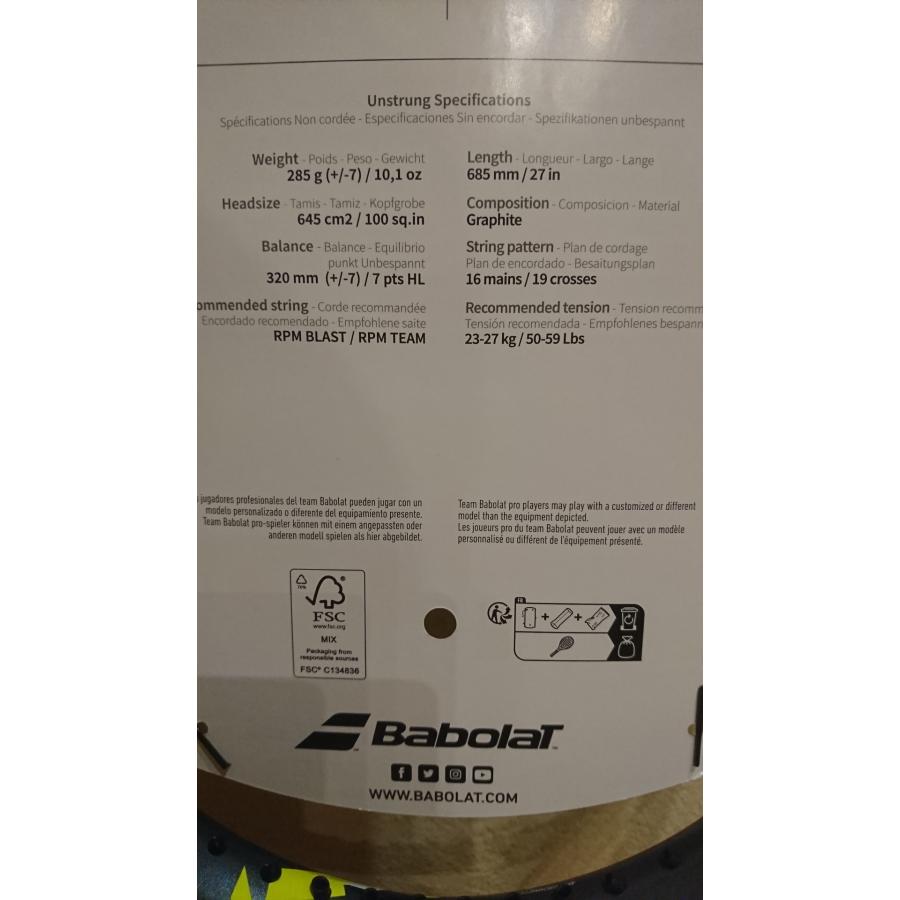 Unstrung Specifications
Spécifications Non cordée - Especificaciones Sin encordar - Spezifikationen unbespannt
Weight - Poids - Peso - Gewicht
285 g (+/-7) / 10,1 oz
Headsize - Tamis - Tamiz - Kopfgrobe
645 cm2 / 100 sq.in
Balance - Balance - Equilibrio
punkt Unbespannt
320 mm (+/-7) / 7 pts HL
ommended string - Corde recommandée
Encordado recomendado - Empfohlene saite
RPM BLAST / RPM TEAM
Length - Longueur - Largo - Lange
685 mm / 27 in
Composition - Composicion - Material
Graphite
String pattern - Plan de cordage
Plan de encordado - Besaitungsplan
16 mains / 19 crosses
Recommended tension - Tension recomm
Tensión recomendada - Empfohlenes bespann
23-27 kg / 50-59 Lbs
jugadores profesionales del team Babolat pueden jugar con un
modelo personalizado o diferente del equipamiento presente.
Team Babolat pro-spieler können mit einem angepassten oder
anderen modell spielen als hier abgebildet.
Team Babolat pro players may play with a customized or different
model than the equipment depicted.
Les joueurs pro du team Babolat peuvent jouer avec un modèle
personnalisé ou différent de l'équipement présenté.
FSC
www.fsc.org
MIX
Packaging from
responsible sources
FSC® C134836
FR
+ +
BabolaT
WWW.BABOLAT.COM